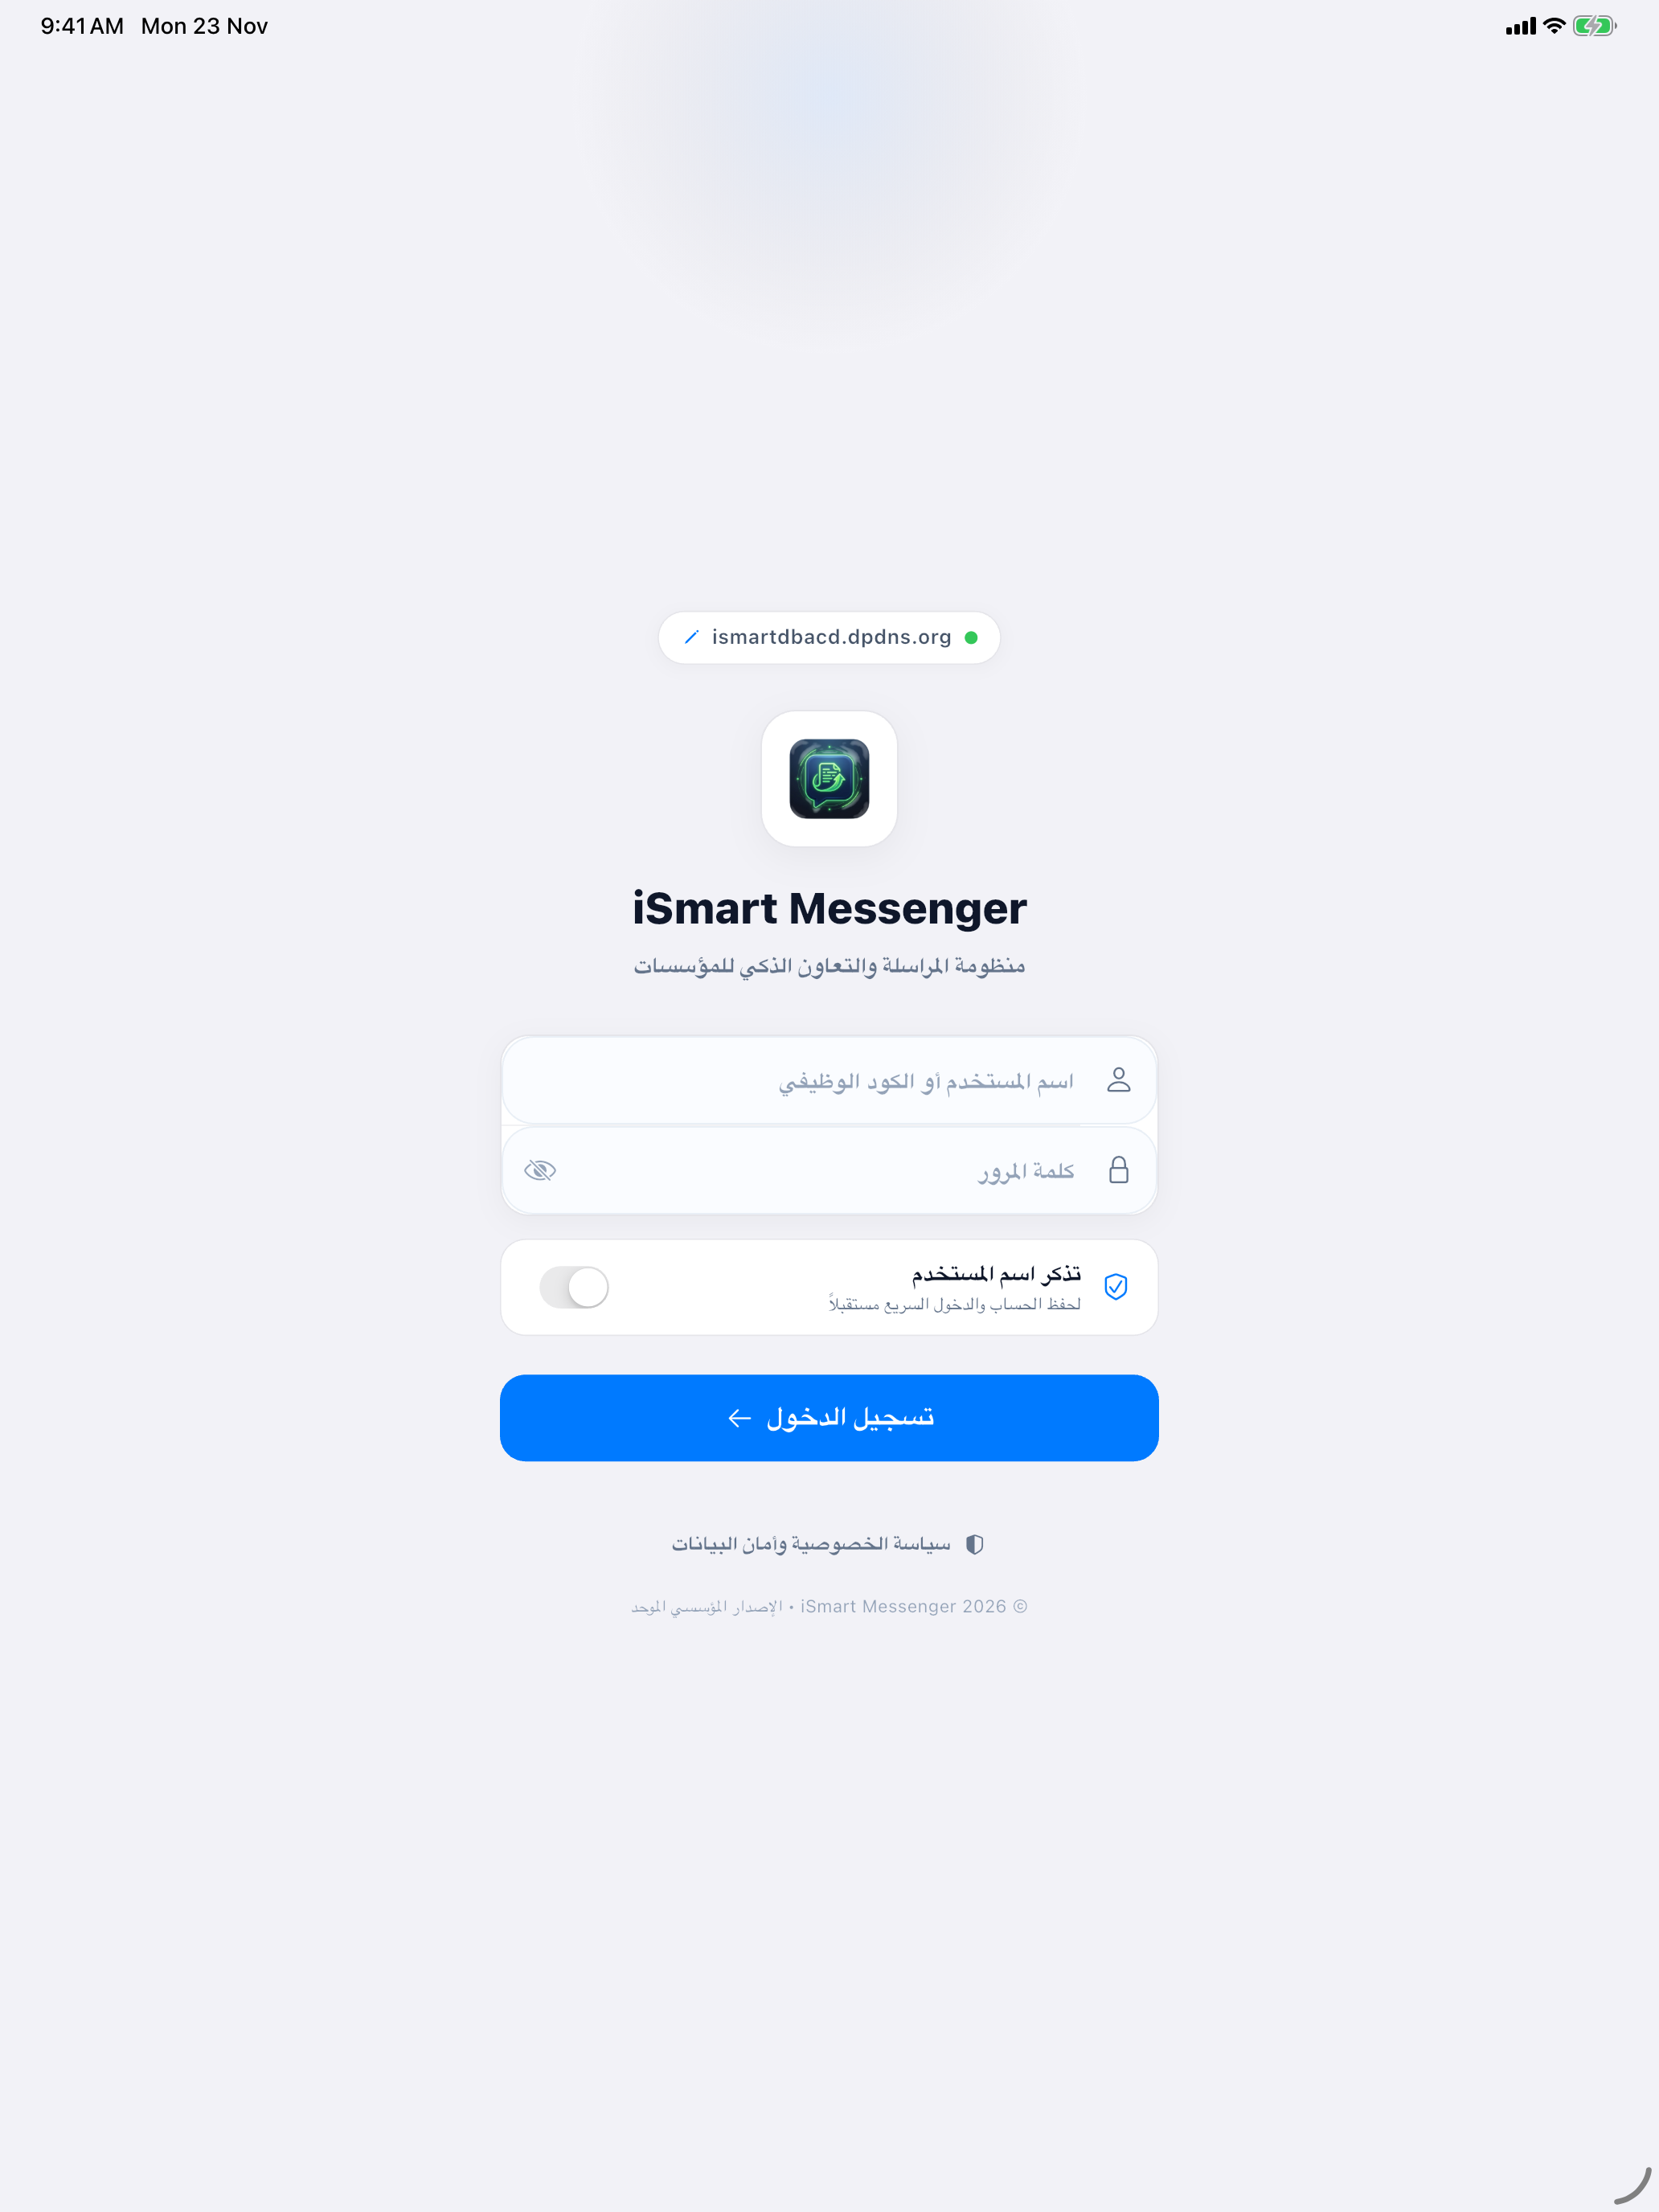 9:41 AM Mon 23 Nov
ismartdbacd.dpdns.org
iSmart Messenger
منظومة المراسلة والتعاون الذكي للمؤسسات
اسم المستخدم أو الكود الوظيفي
كلمة المرور
تذكر اسم المستخدم
لحفظ الحساب والدخول السريع مستقبلاً
تسجيل الدخول
سياسة الخصوصية وأمان البيانات
© 2026 iSmart Messenger • الإصدار المؤسسي الموحد